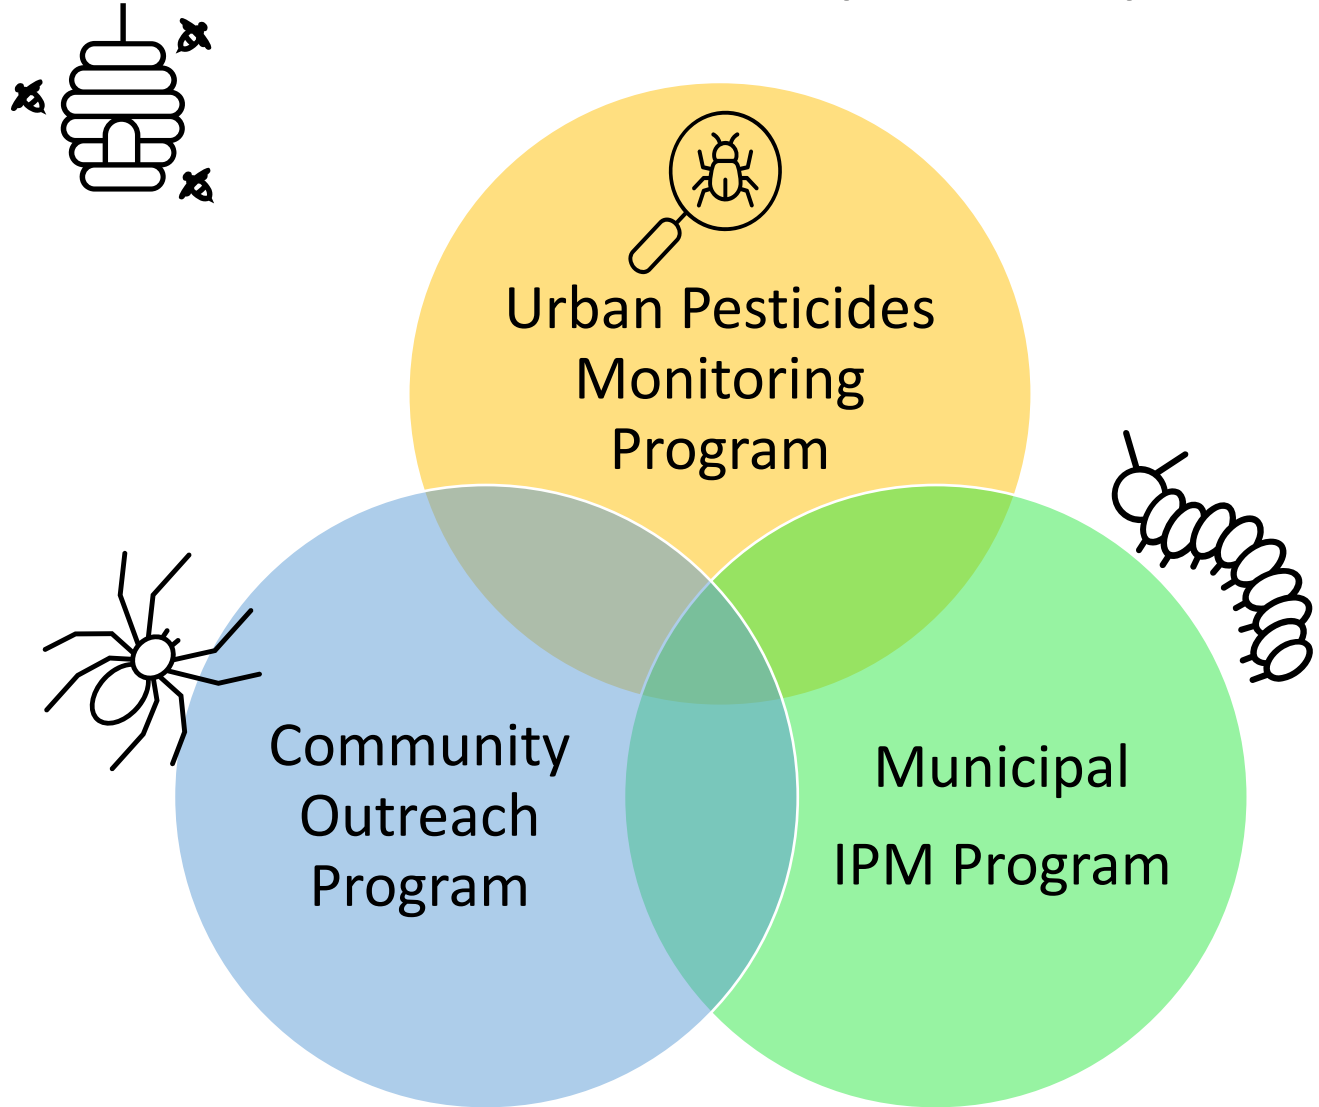 Urban Pesticides
Monitoring
Program
Community
Outreach
Program
Municipal
IPM Program